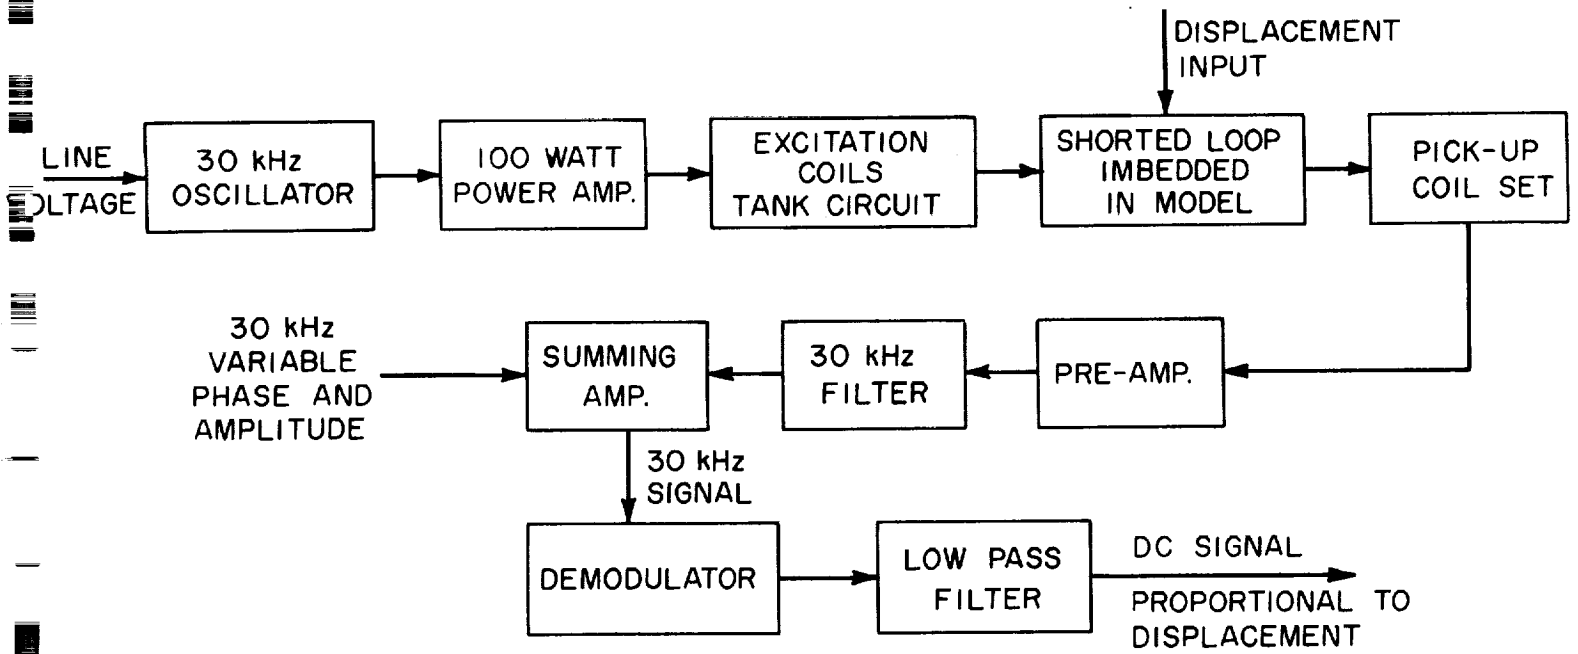 DISPLACEMENT
INPUT
LINE
VOLTAGE
30 kHz
OSCILLATOR
100 WATT
POWER AMP.
EXCITATION
COILS
TANK CIRCUIT
SHORTED LOOP
IMBEDDED
IN MODEL
PICK-UP
COIL SET
30 kHz
VARIABLE
PHASE AND
AMPLITUDE
SUMMING
AMP.
30 kHz
FILTER
PRE-AMP.
30 kHz
SIGNAL
DEMODULATOR
LOW PASS
FILTER
DC SIGNAL
PROPORTIONAL TO
DISPLACEMENT